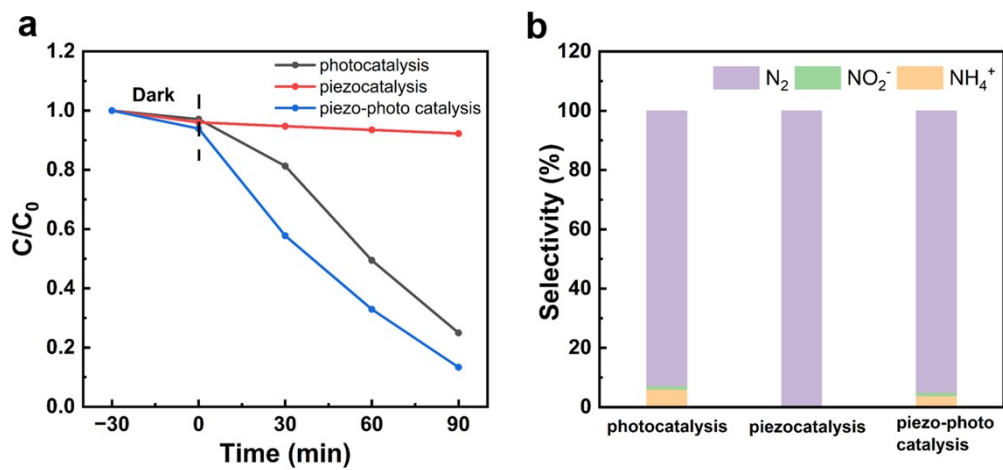 a
1.2
1.0
0.8
0.6
0.4
0.2
0.0
C/C₀
Dark
photocatalysis
piezocatalysis
piezo-photo catalysis
−30
0
30
60
90
Time (min)
b
120
100
80
60
40
20
0
Selectivity (%)
N₂ NO₂⁻ NH₄⁺
photocatalysis
piezocatalysis
piezo-photo
catalysis